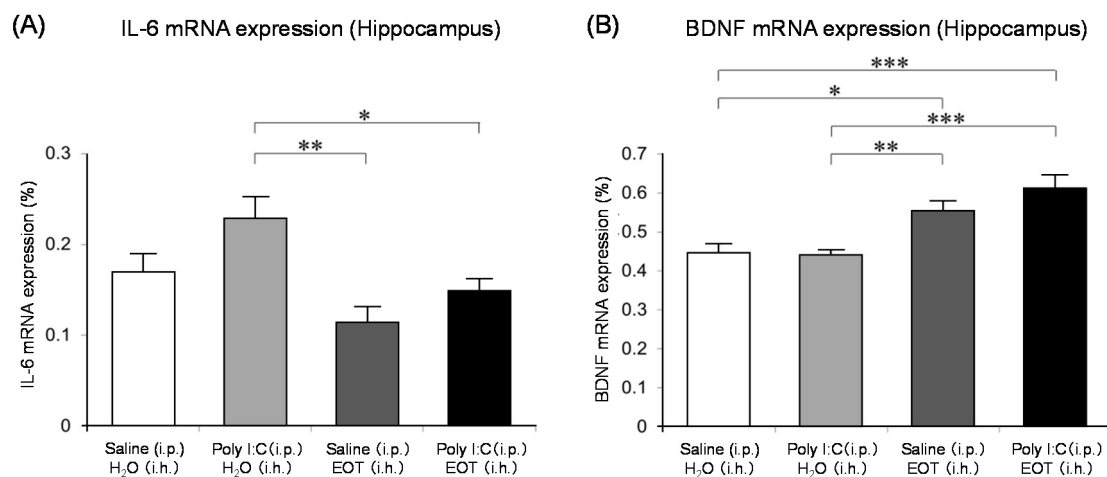 (A) IL-6 mRNA expression (Hippocampus)
*
**
0.3
0.2
0.1
0
IL-6 mRNA expression (%)
Saline (i.p.) Poly I:C(i.p.) Saline (i.p.) Poly I:C(i.p.)
H₂O (i.h.) H₂O (i.h.) EOT (i.h.) EOT (i.h.)
(B) BDNF mRNA expression (Hippocampus)
***
*
***
**
0.7
0.6
0.5
0.4
0.3
0.2
0.1
0
BDNF mRNA expression (%)
Saline (i.p.) Poly I:C(i.p.) Saline (i.p.) Poly I:C(i.p.)
H₂O (i.h.) H₂O (i.h.) EOT (i.h.) EOT (i.h.)